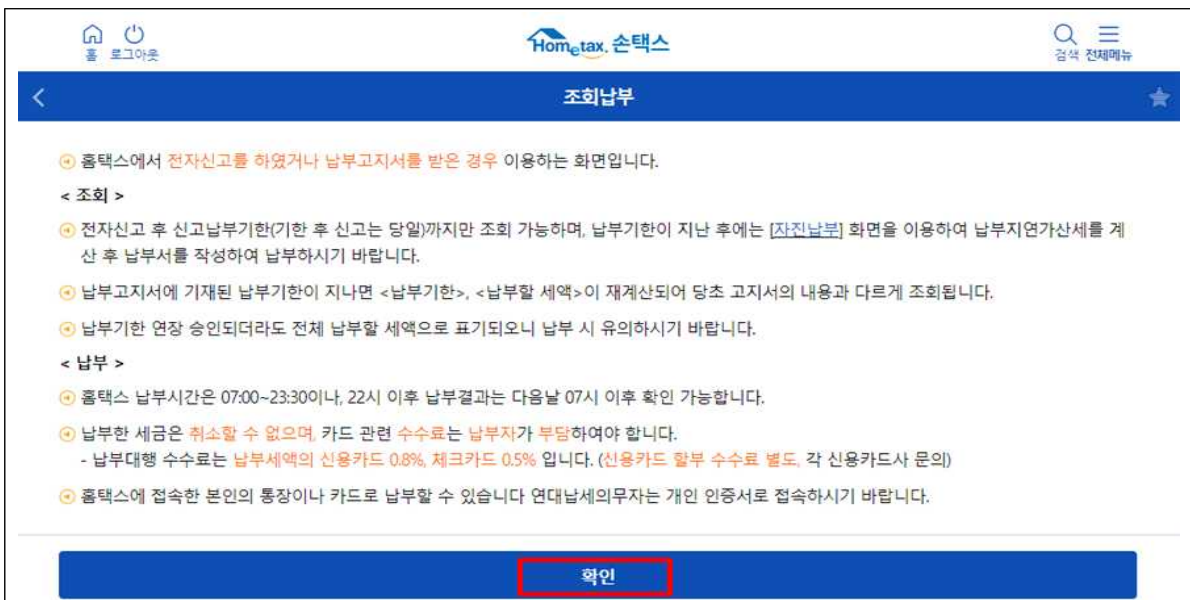 홈 로그아웃
Hometax. 손택스
검색 전체메뉴
조회납부
홈택스에서 전자신고를 하였거나 납부고지서를 받은 경우 이용하는 화면입니다.
< 조회 >
전자신고 후 신고납부기한(기한 후 신고는 당일)까지만 조회 가능하며, 납부기한이 지난 후에는 [자진납부] 화면을 이용하여 납부지연가산세를 계
산 후 납부서를 작성하여 납부하시기 바랍니다.
납부고지서에 기재된 납부기한이 지나면 <납부기한>, <납부할 세액>이 재계산되어 당초 고지서의 내용과 다르게 조회됩니다.
납부기한 연장 승인되더라도 전체 납부할 세액으로 표기되오니 납부 시 유의하시기 바랍니다.
< 납부 >
홈택스 납부시간은 07:00~23:30이나, 22시 이후 납부결과는 다음날 07시 이후 확인 가능합니다.
납부한 세금은 취소할 수 없으며, 카드 관련 수수료는 납부자가 부담하여야 합니다.
- 납부대행 수수료는 납부세액의 신용카드 0.8%, 체크카드 0.5% 입니다. (신용카드 할부 수수료 별도, 각 신용카드사 문의)
홈택스에 접속한 본인의 통장이나 카드로 납부할 수 있습니다 연대납세의무자는 개인 인증서로 접속하시기 바랍니다.
확인